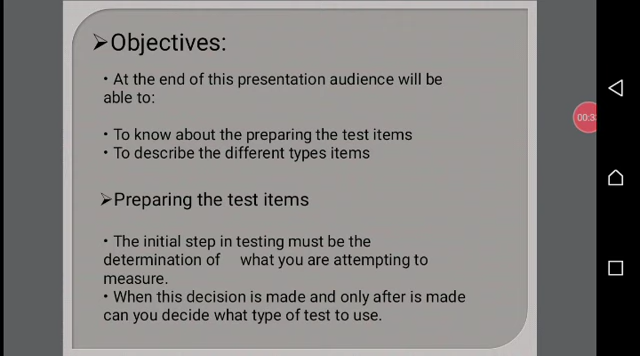 ➢Objectives:
• At the end of this presentation audience will be
able to:
• To know about the preparing the test items
• To describe the different types items
➢Preparing the test items
• The initial step in testing must be the
determination of what you are attempting to
measure.
• When this decision is made and only after is made
can you decide what type of test to use.